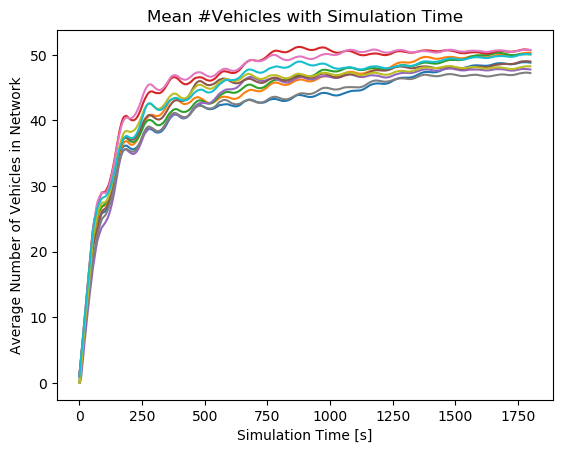 Mean #Vehicles with Simulation Time
Average Number of Vehicles in Network
50
40
30
20
10
0
0 250 500 750 1000 1250 1500 1750
Simulation Time [s]